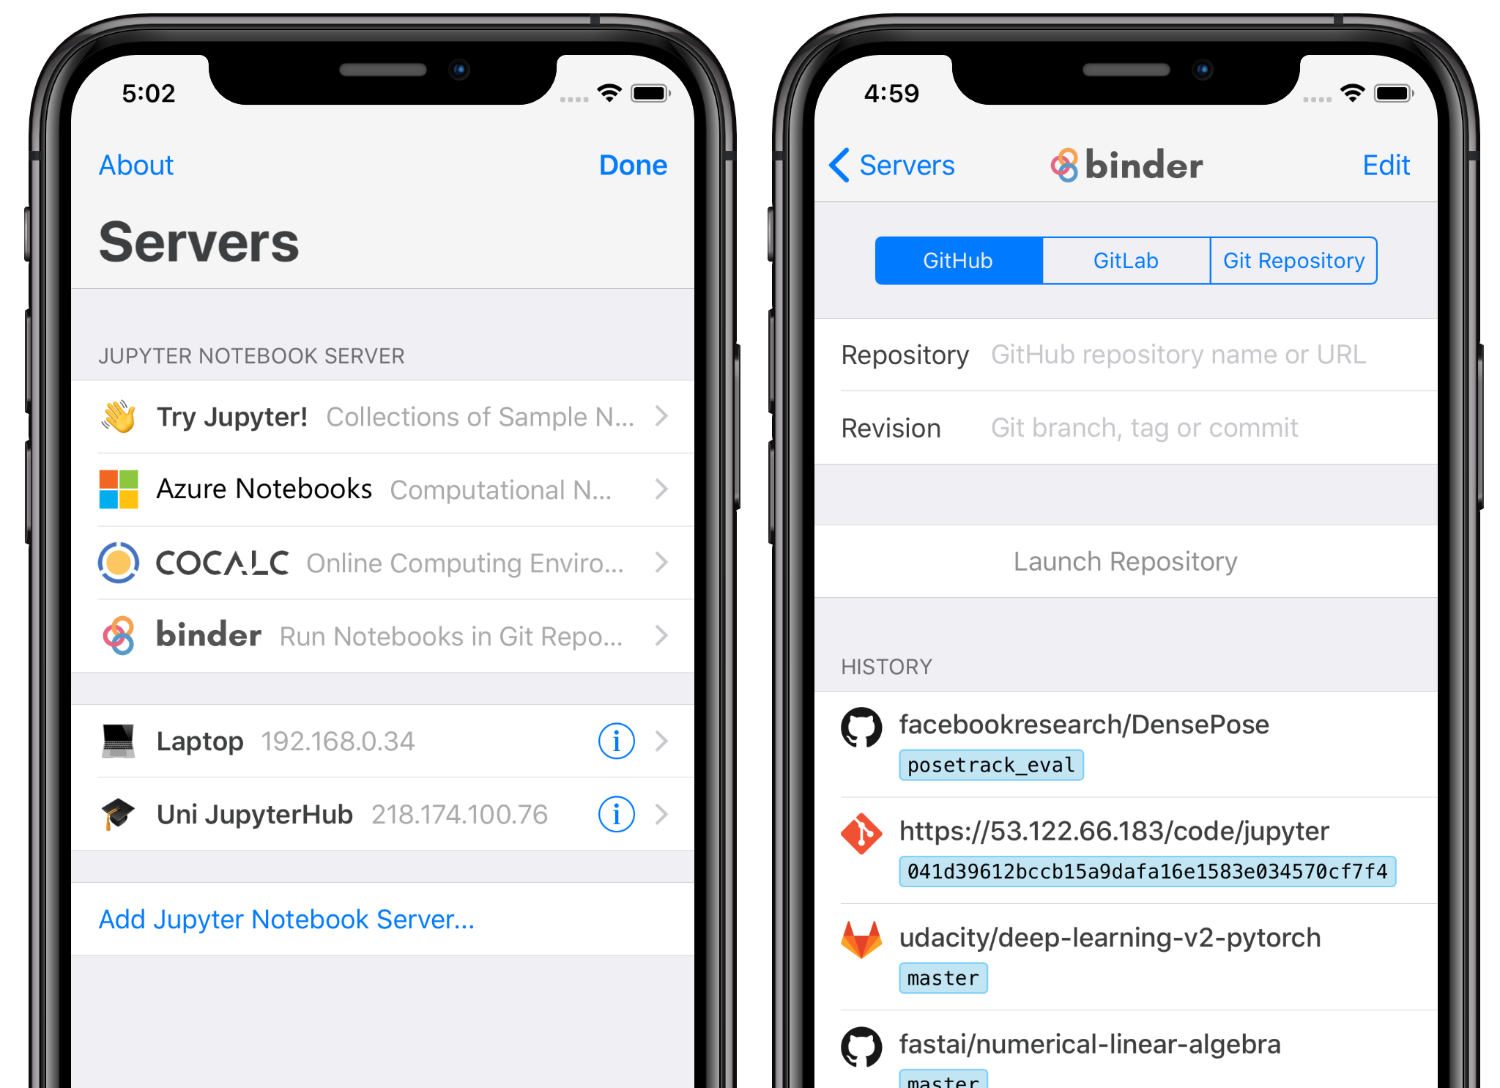 5:02
About
Done
Servers
JUPYTER NOTEBOOK SERVER
Try Jupyter! Collections of Sample N...
Azure Notebooks Computational N...
COCALC Online Computing Enviro...
binder Run Notebooks in Git Repo...
Laptop 192.168.0.34
Uni JupyterHub 218.174.100.76
Add Jupyter Notebook Server...
4:59
Servers
binder
Edit
GitHub
GitLab
Git Repository
Repository GitHub repository name or URL
Revision Git branch, tag or commit
Launch Repository
HISTORY
facebookresearch/DensePose
posetrack_eval
https://53.122.66.183/code/jupyter
041d39612bccb15a9dafa16e1583e034570cf7f4
udacity/deep-learning-v2-pytorch
master
fastai/numerical-linear-algebra
master